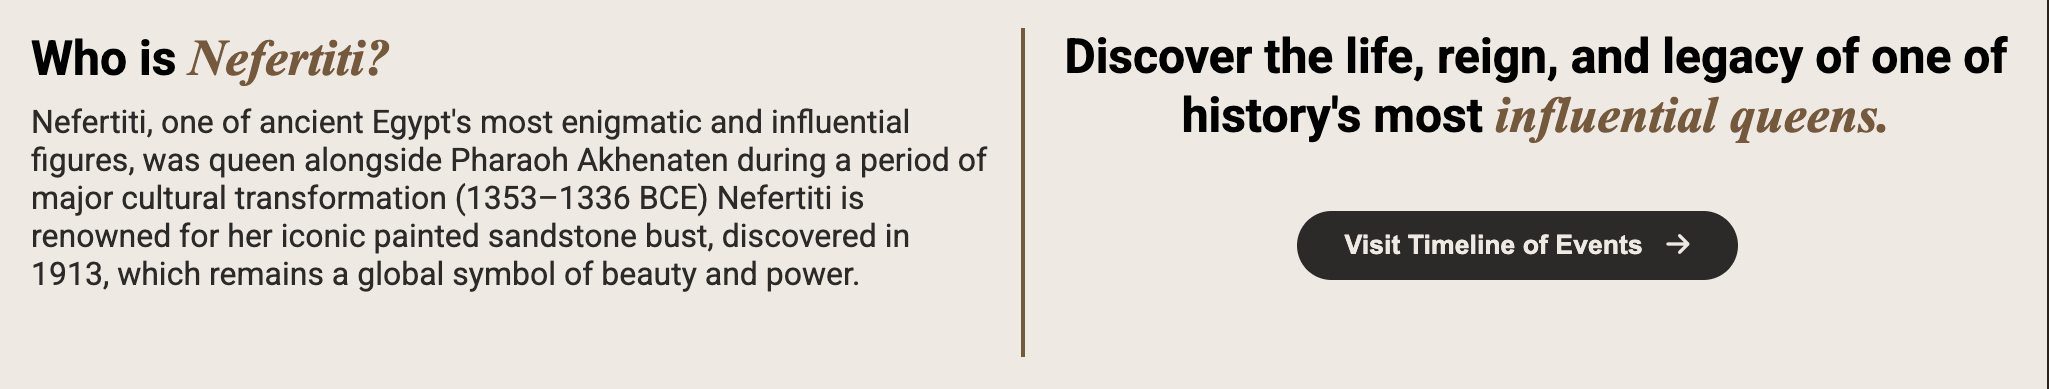 Who is Nefertiti?
Nefertiti, one of ancient Egypt's most enigmatic and influential
figures, was queen alongside Pharaoh Akhenaten during a period of
major cultural transformation (1353–1336 BCE) Nefertiti is
renowned for her iconic painted sandstone bust, discovered in
1913, which remains a global symbol of beauty and power.
Discover the life, reign, and legacy of one of
history's most influential queens.
Visit Timeline of Events →